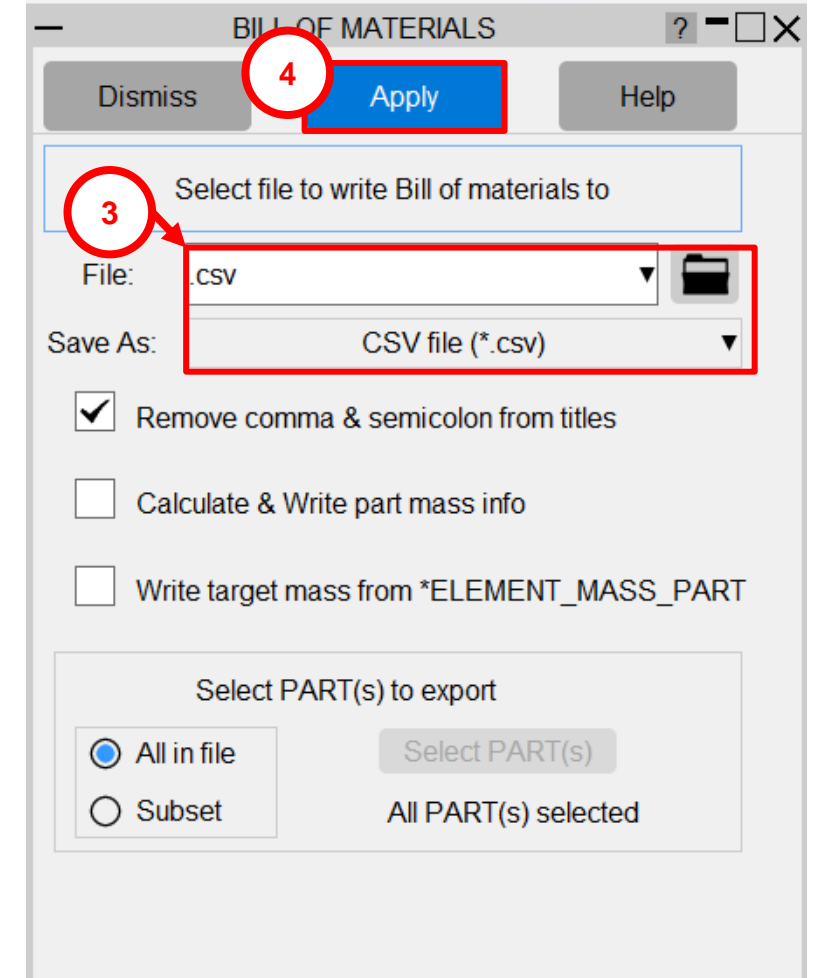 BILL OF MATERIALS ?
4
Dismiss Apply Help
Select file to write Bill of materials to
3
File: .csv
Save As: CSV file (*.csv)
Remove comma & semicolon from titles
Calculate & Write part mass info
Write target mass from *ELEMENT_MASS_PART
Select PART(s) to export
All in file Select PART(s)
Subset All PART(s) selected